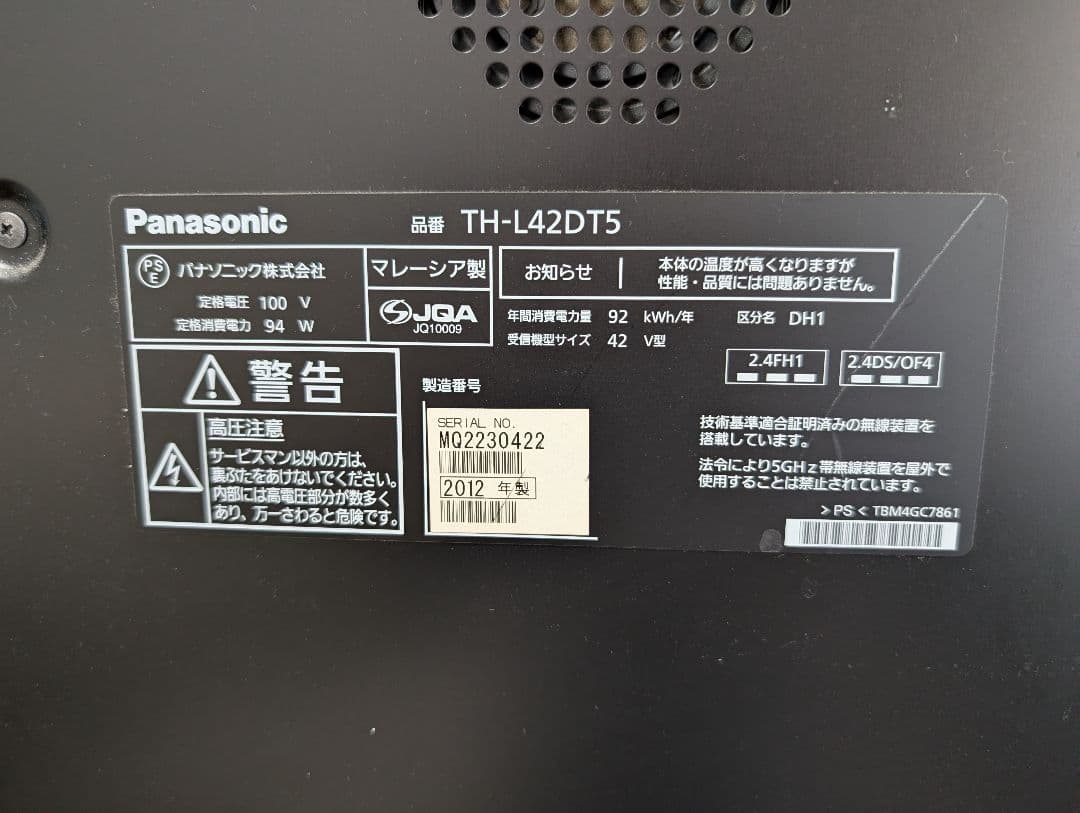 Panasonic
品番 TH-L42DT5
PSE パナソニック株式会社
マレーシア製
定格電圧 100 V
定格消費電力 94 W
JQA
JQ10009
お知らせ
本体の温度が高くなりますが
性能・品質には問題ありません。
年間消費電力量 92 kWh/年 区分名 DH1
受信機型サイズ 42 V型
2.4FH1
2.4DS/OF4
警告
高圧注意
サービスマン以外の方は、
裏ぶたをあけないでください。
内部には高電圧部分が数多く
あり、万一さわると危険です。
製造番号
SERIAL NO.
MQ2230422
2012 年製
技術基準適合証明済みの無線装置を
搭載しています。
法令により5GHz帯無線装置を屋外で
使用することは禁止されています。
>PS< TBM4GC7861